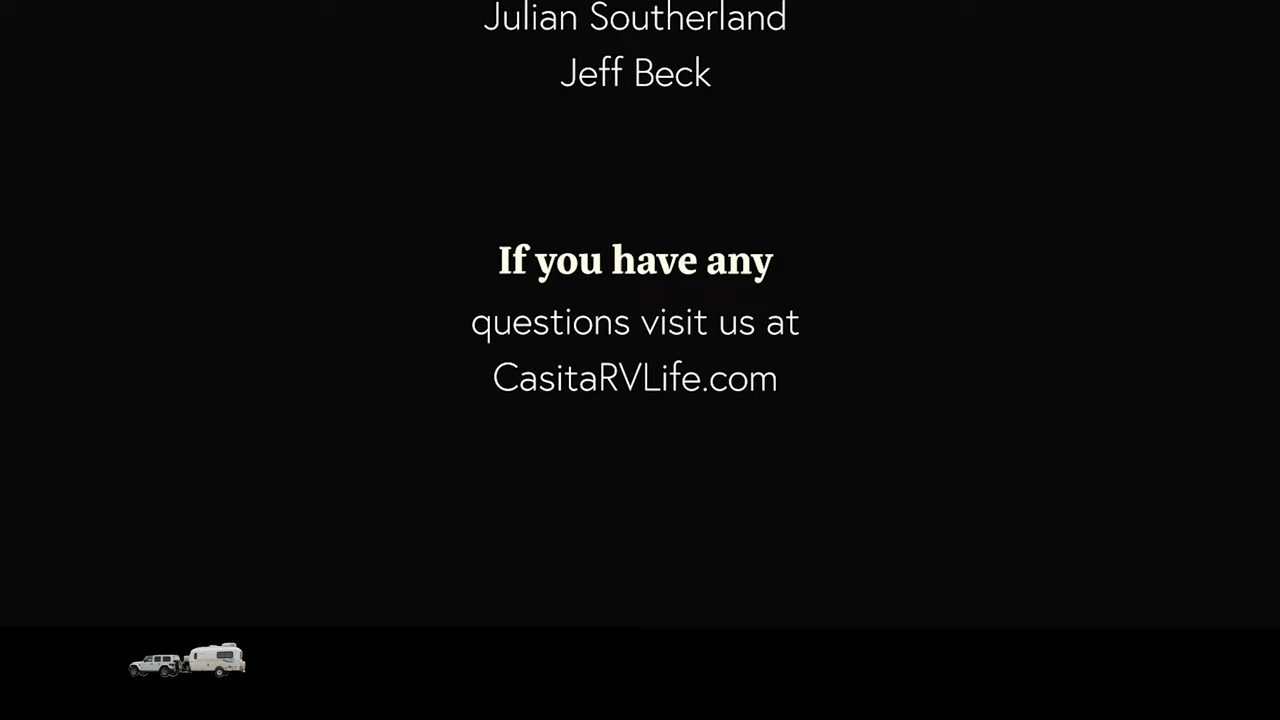 Julian Southerland
Jeff Beck
If you have any
questions visit us at
CasitaRVLife.com